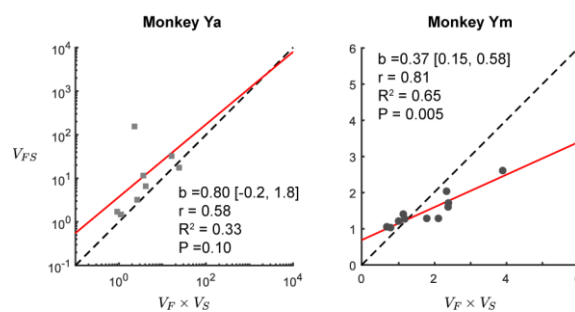 Monkey Ya
Monkey Ym
V_FS
10^4
10^3
10^2
10^1
10^0
10^-1
b =0.80 [-0.2, 1.8]
r = 0.58
R² = 0.33
P =0.10
10^-2
10^0
10^2
10^4
V_F × V_S
6
5
4
3
2
1
0
b =0.37 [0.15, 0.58]
r = 0.81
R² = 0.65
P = 0.005
0
2
4
6
V_F × V_S